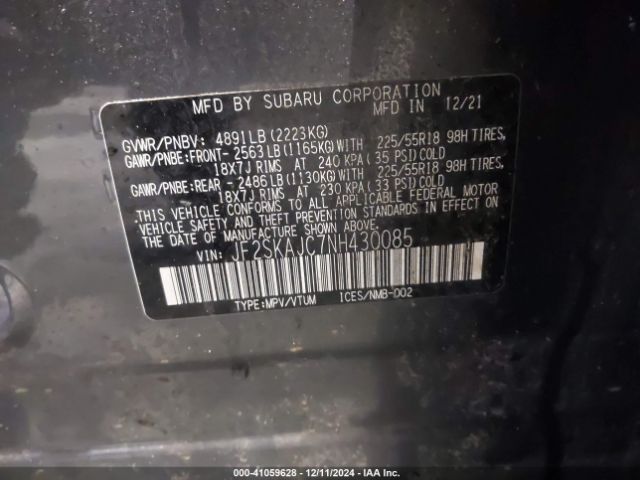 MFD BY SUBARU CORPORATION
MFD IN 12/21
GVWR/PNBV: 4891LB(2223KG)
GAWR/PNBE:FRONT-2563LB(1165KG)WITH 225/55R18 98H TIRES,
18X7J RIMS AT 240 KPA(35 PSI)COLD
GAWR/PNBE:REAR -2486LB(1130KG)WITH 225/55R18 98H TIRES,
18X7J RIMS AT 230 KPA(33 PSI)COLD
THIS VEHICLE CONFORMS TO ALL APPLICABLE FEDERAL MOTOR
VEHICLE SAFETY AND THEFT PREVENTION STANDARDS IN EFFECT
ON THE DATE OF MANUFACTURE SHOWN ABOVE.
VIN: JF2SKAJC7NH430085
TYPE:MPV/VTUM ICES/NMB-002
000-41059628 - 12/11/2024 - IAA Inc.